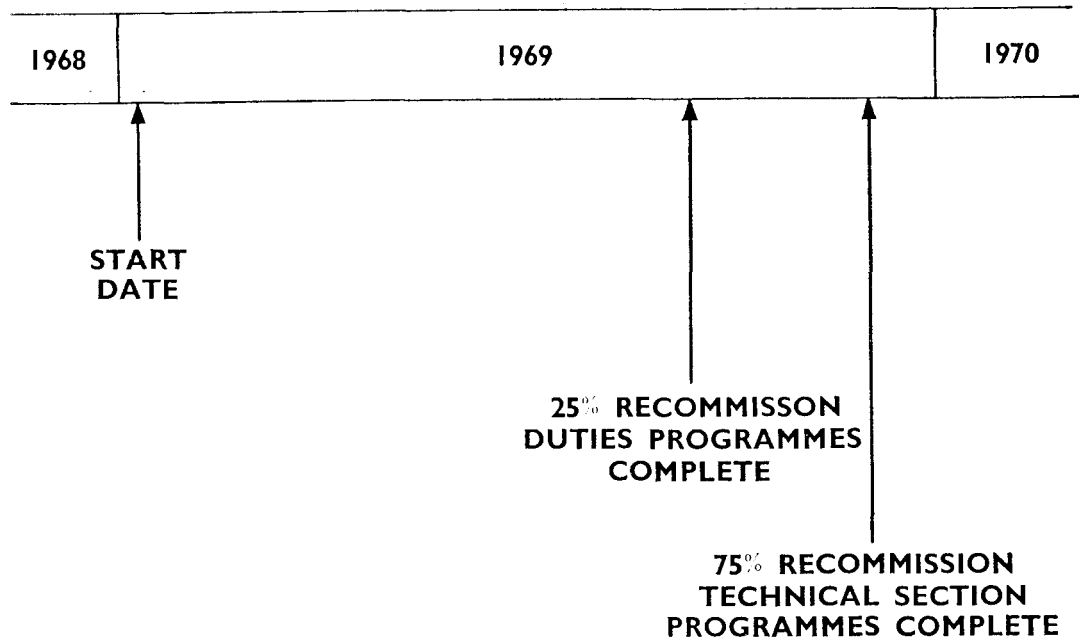 1968
1969
1970
START
DATE
25% RECOMMISSON
DUTIES PROGRAMMES
COMPLETE
75% RECOMMISSION
TECHNICAL SECTION
PROGRAMMES COMPLETE